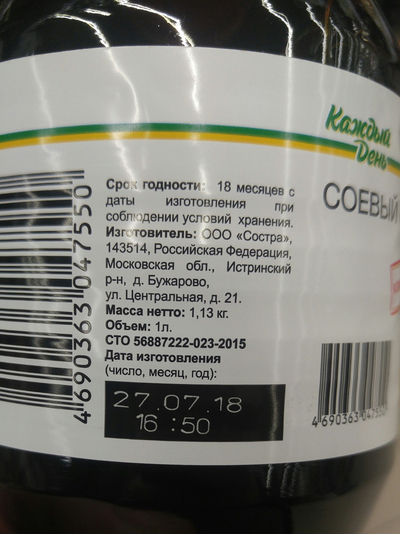 Каждый
День
СОЕВЫЙ
Срок годности: 18 месяцев с
даты изготовления при
соблюдении условий хранения.
Изготовитель: ООО «Состра»,
143514, Российская Федерация,
Московская обл., Истринский
р-н, д. Бужарово,
ул. Центральная, д. 21.
Масса нетто: 1,13 кг.
Объем: 1л.
СТО 56887222-023-2015
Дата изготовления
(число, месяц, год):
27.07.18
16:50
4690363047550
4690363047550